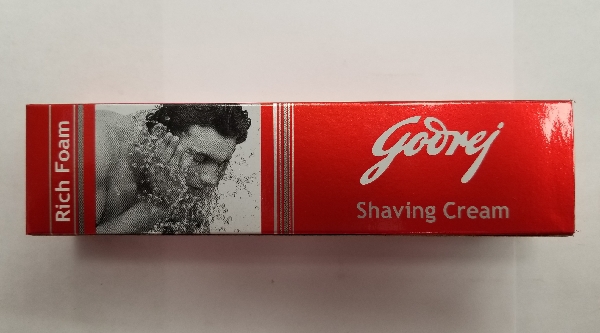 Rich Foam
Godrej
Shaving Cream